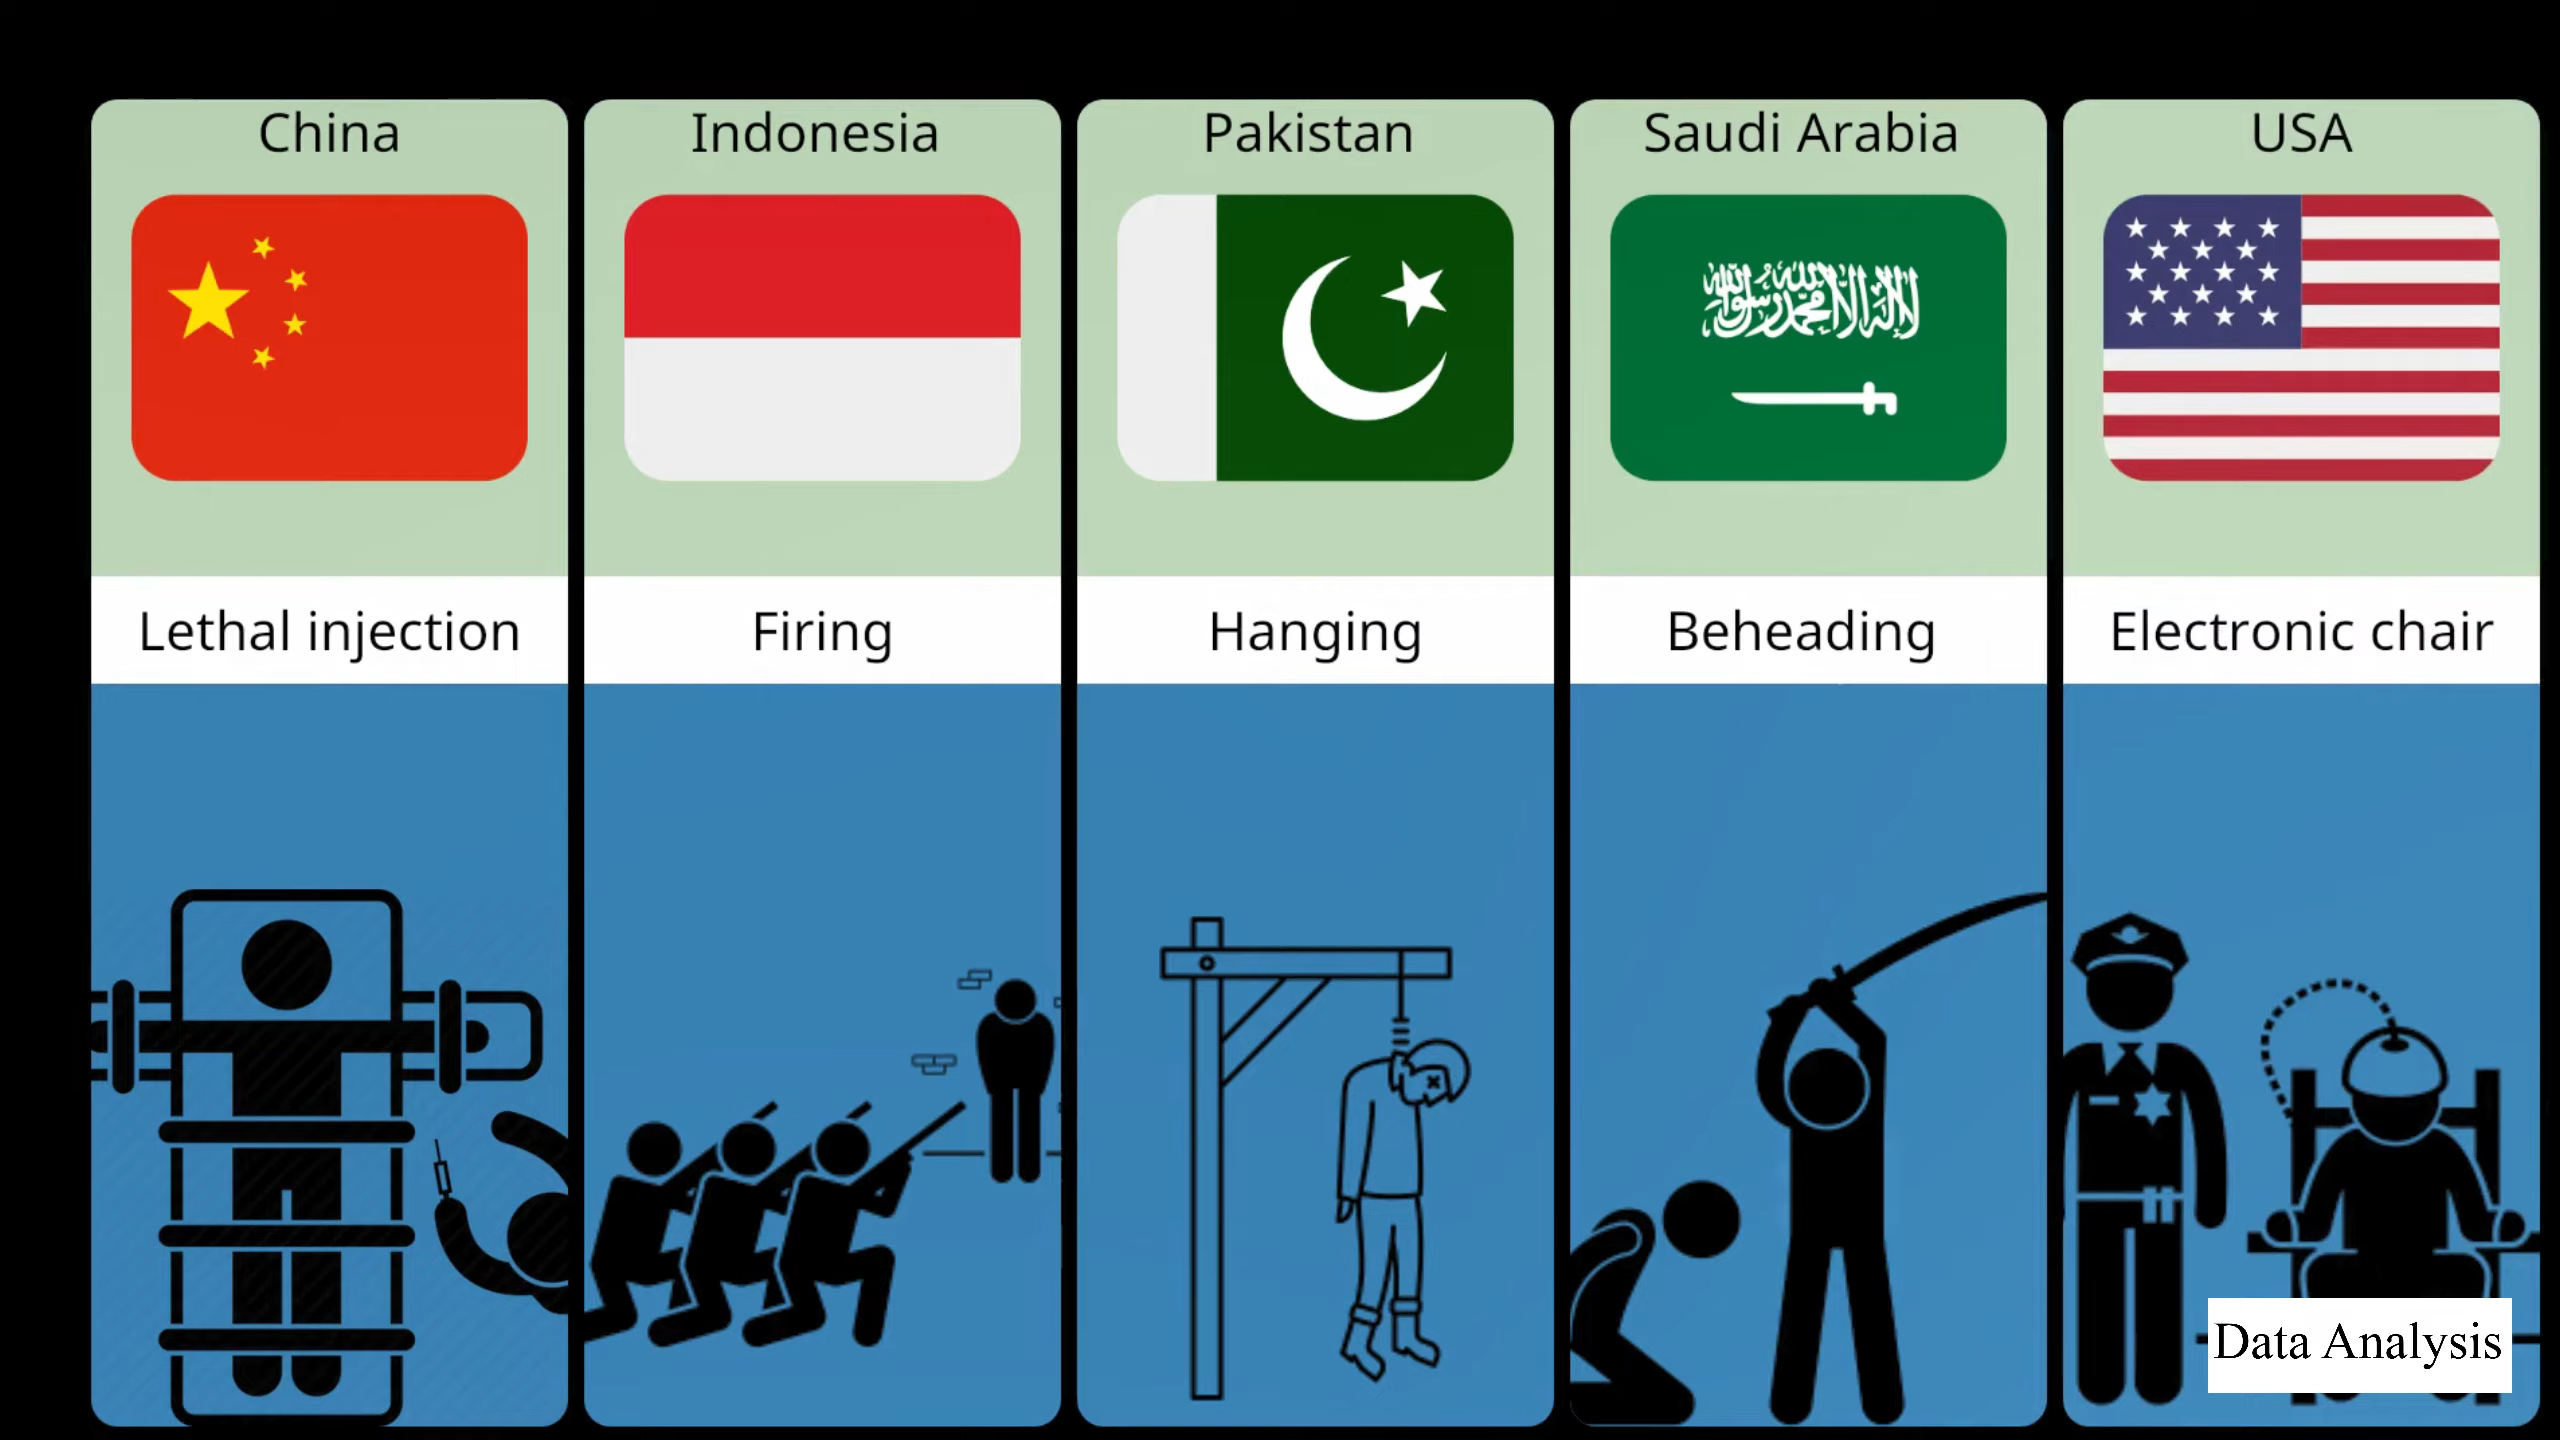 China
Indonesia
Pakistan
Saudi Arabia
USA
لا إله إلا الله محمد رسول الله
Lethal injection
Firing
Hanging
Beheading
Electronic chair
Data Analysis